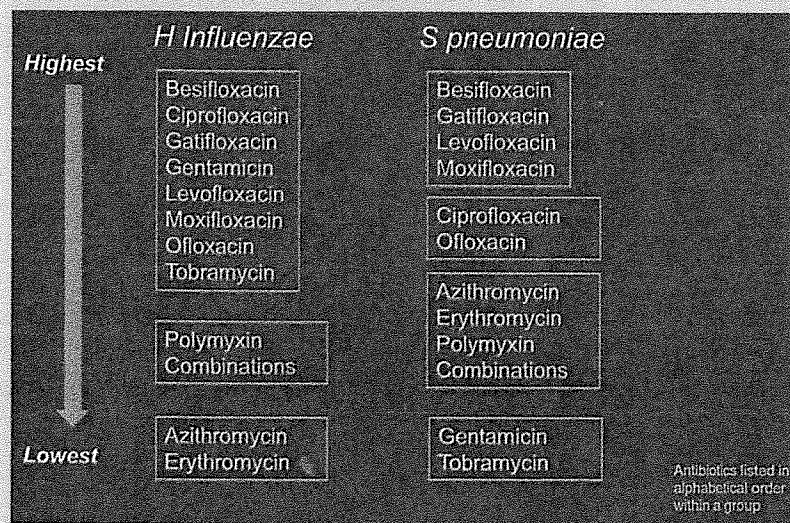 H Influenzae
S pneumoniae
Highest
Besifloxacin
Ciprofloxacin
Gatifloxacin
Gentamicin
Levofloxacin
Moxifloxacin
Ofloxacin
Tobramycin
Polymyxin
Combinations
Azithromycin
Erythromycin
Besifloxacin
Gatifloxacin
Levofloxacin
Moxifloxacin
Ciprofloxacin
Ofloxacin
Azithromycin
Erythromycin
Polymyxin
Combinations
Gentamicin
Tobramycin
Lowest
Antibiotics listed in
alphabetical order
within a group